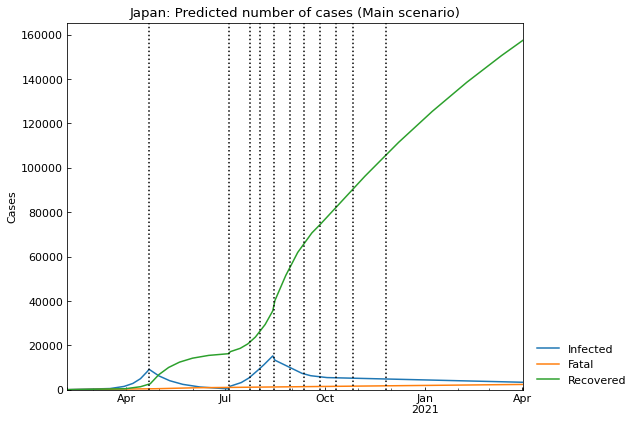 Japan: Predicted number of cases (Main scenario)
160000
140000
120000
100000
80000
60000
40000
20000
0
Cases
Apr
Jul
Oct
Jan
2021
Apr
Infected
Fatal
Recovered